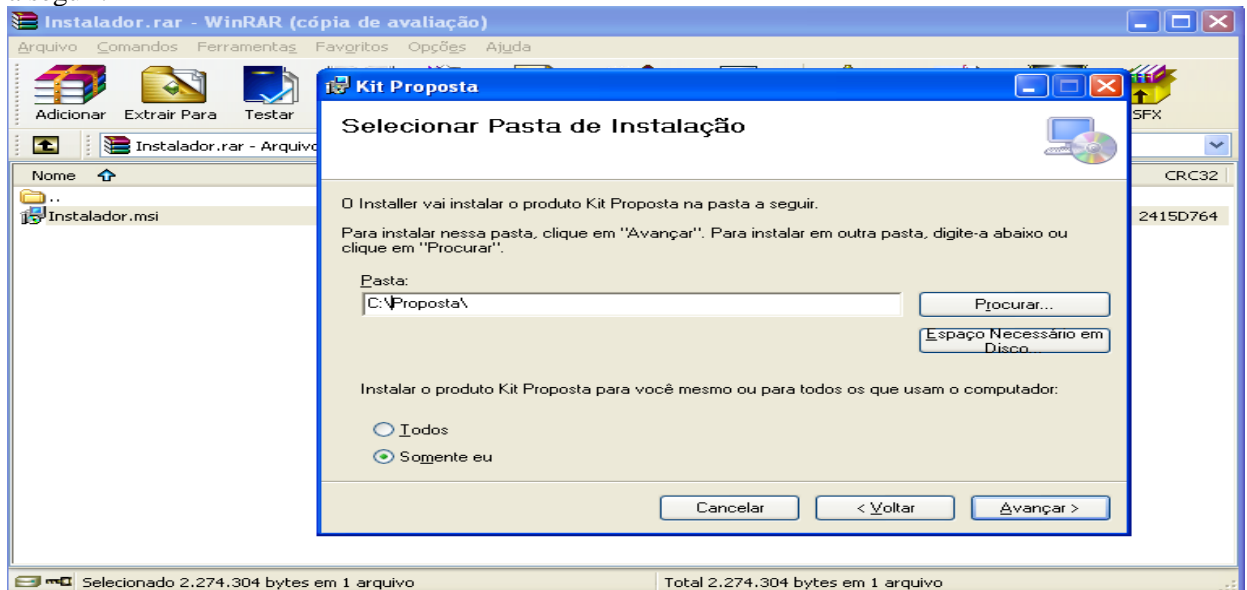 Instalador.rar - WinRAR (cópia de avaliação)
Arquivo Comandos Ferramentas Favoritos Opções Ajuda
Adicionar Extrair Para Testar SFX
Instalador.rar - Arquivo
Nome CRC32
..
Instalador.msi 2415D764
Kit Proposta
Selecionar Pasta de Instalação
O Installer vai instalar o produto Kit Proposta na pasta a seguir.
Para instalar nessa pasta, clique em "Avançar". Para instalar em outra pasta, digite-a abaixo ou
clique em "Procurar".
Pasta:
C:\Proposta\
Procurar...
Espaço Necessário em
Disco...
Instalar o produto Kit Proposta para você mesmo ou para todos os que usam o computador:
Todos
Somente eu
Cancelar < Voltar Avançar >
Selecionado 2.274.304 bytes em 1 arquivo Total 2.274.304 bytes em 1 arquivo